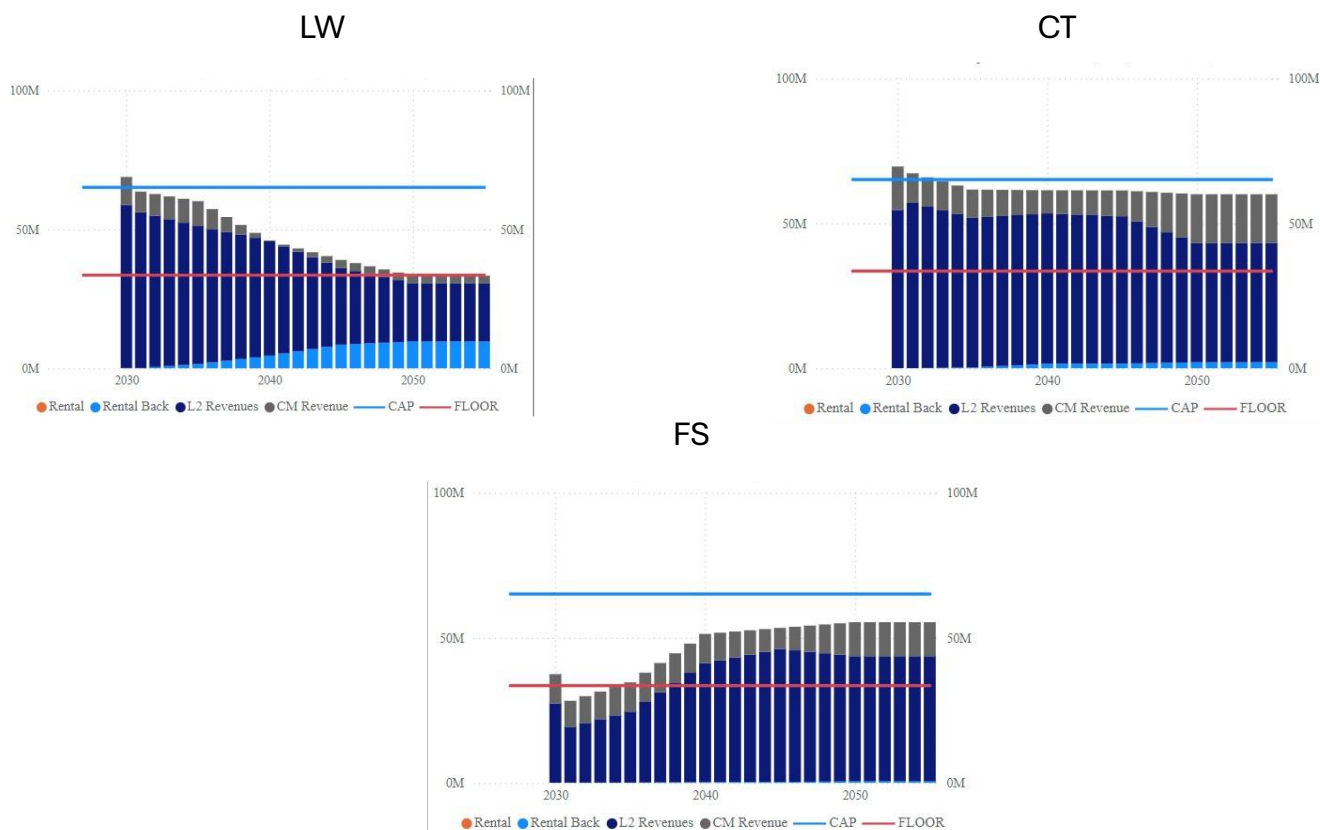 LW
CT
100M
100M
50M
50M
0M
0M
2030
2040
2050
Rental
Rental Back
L2 Revenues
CM Revenue
CAP
FLOOR
100M
100M
50M
50M
0M
0M
2030
2040
2050
Rental
Rental Back
L2 Revenues
CM Revenue
CAP
FLOOR
FS
100M
100M
50M
50M
0M
0M
2030
2040
2050
Rental
Rental Back
L2 Revenues
CM Revenue
CAP
FLOOR